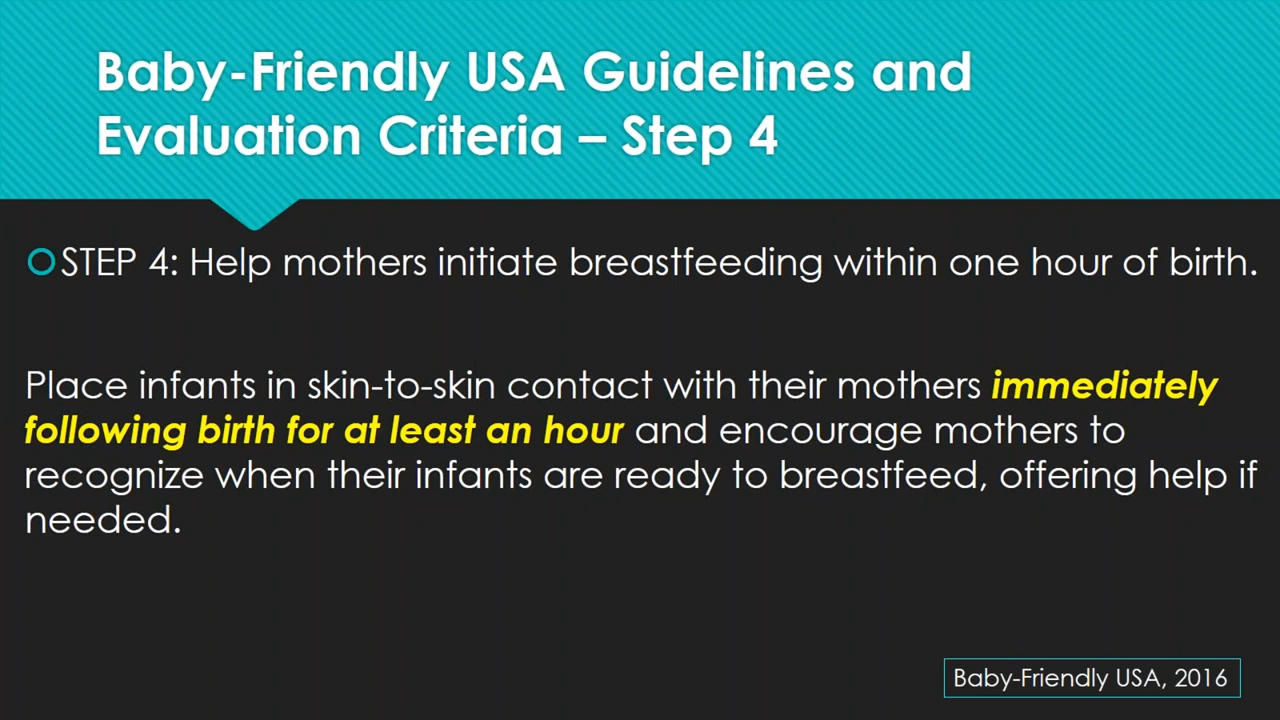 Baby-Friendly USA Guidelines and
Evaluation Criteria – Step 4
STEP 4: Help mothers initiate breastfeeding within one hour of birth.
Place infants in skin-to-skin contact with their mothers immediately
following birth for at least an hour and encourage mothers to
recognize when their infants are ready to breastfeed, offering help if
needed.
Baby-Friendly USA, 2016